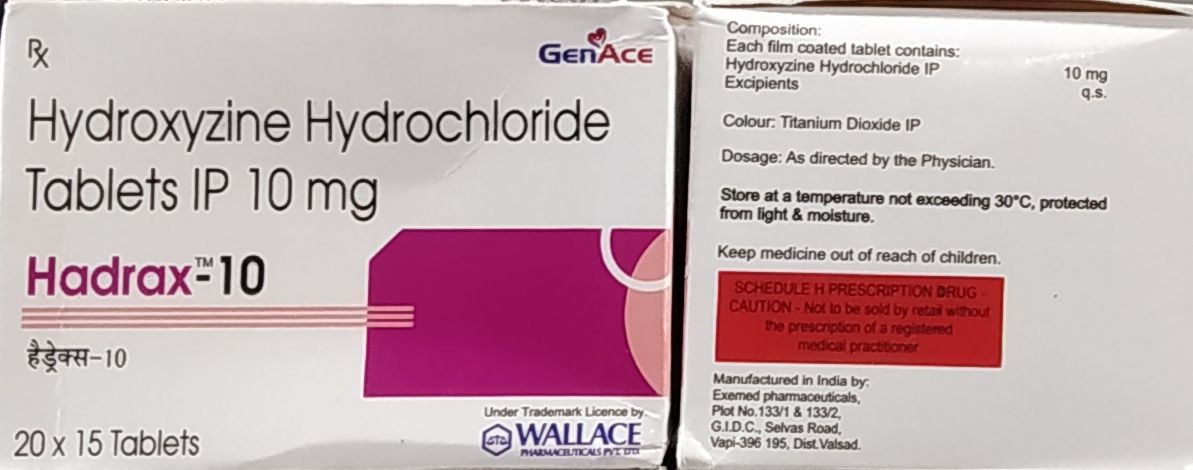 Rx
GENACE
Hydroxyzine Hydrochloride
Tablets IP 10 mg
Hadrax™-10
हैड्रेक्स-10
Under Trademark Licence by:
WALLACE
PHARMACEUTICALS PVT. LTD.
20 x 15 Tablets
Composition:
Each film coated tablet contains:
Hydroxyzine Hydrochloride IP 10 mg
Excipients q.s.
Colour: Titanium Dioxide IP
Dosage: As directed by the Physician.
Store at a temperature not exceeding 30°C, protected
from light & moisture.
Keep medicine out of reach of children.
SCHEDULE H PRESCRIPTION DRUG -
CAUTION - Not to be sold by retail without
the prescription of a registered
medical practitioner
Manufactured in India by:
Exemed pharmaceuticals,
Plot No.133/1 & 133/2,
G.I.D.C., Selvas Road,
Vapi-396 195, Dist.Valsad.